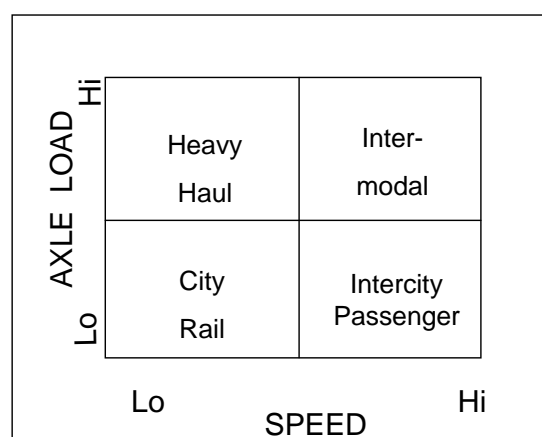 Hi
AXLE LOAD
Lo
Heavy
Haul
Inter-
modal
City
Rail
Intercity
Passenger
Lo
Hi
SPEED